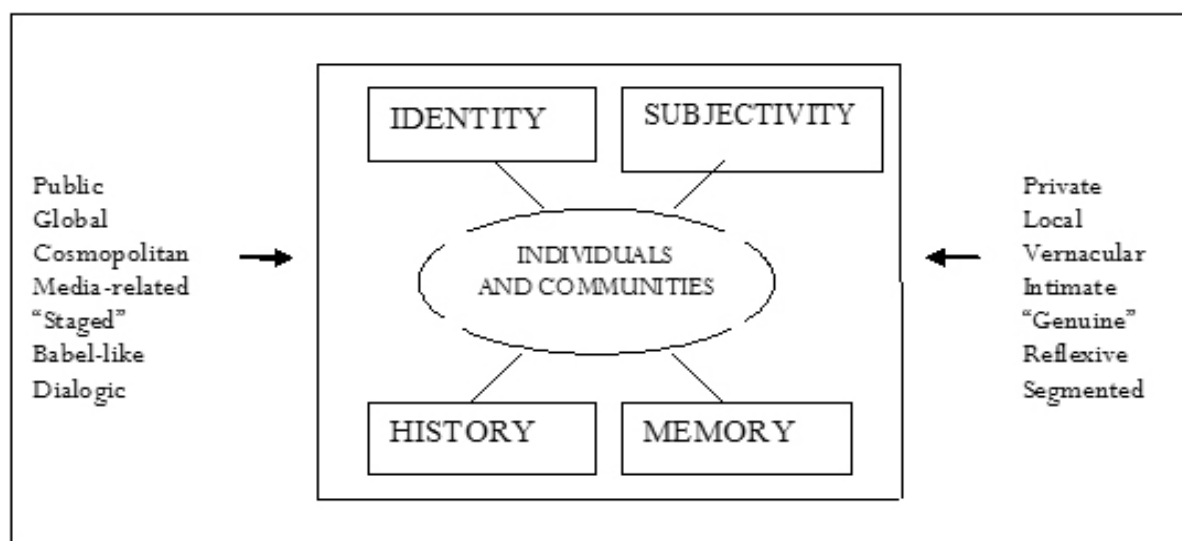 IDENTITY
SUBJECTIVITY
Public
Global
Cosmopolitan
Media-related
“Staged”
Babel-like
Dialogic
INDIVIDUALS
AND COMMUNITIES
Private
Local
Vernacular
Intimate
“Genuine”
Reflexive
Segmented
HISTORY
MEMORY